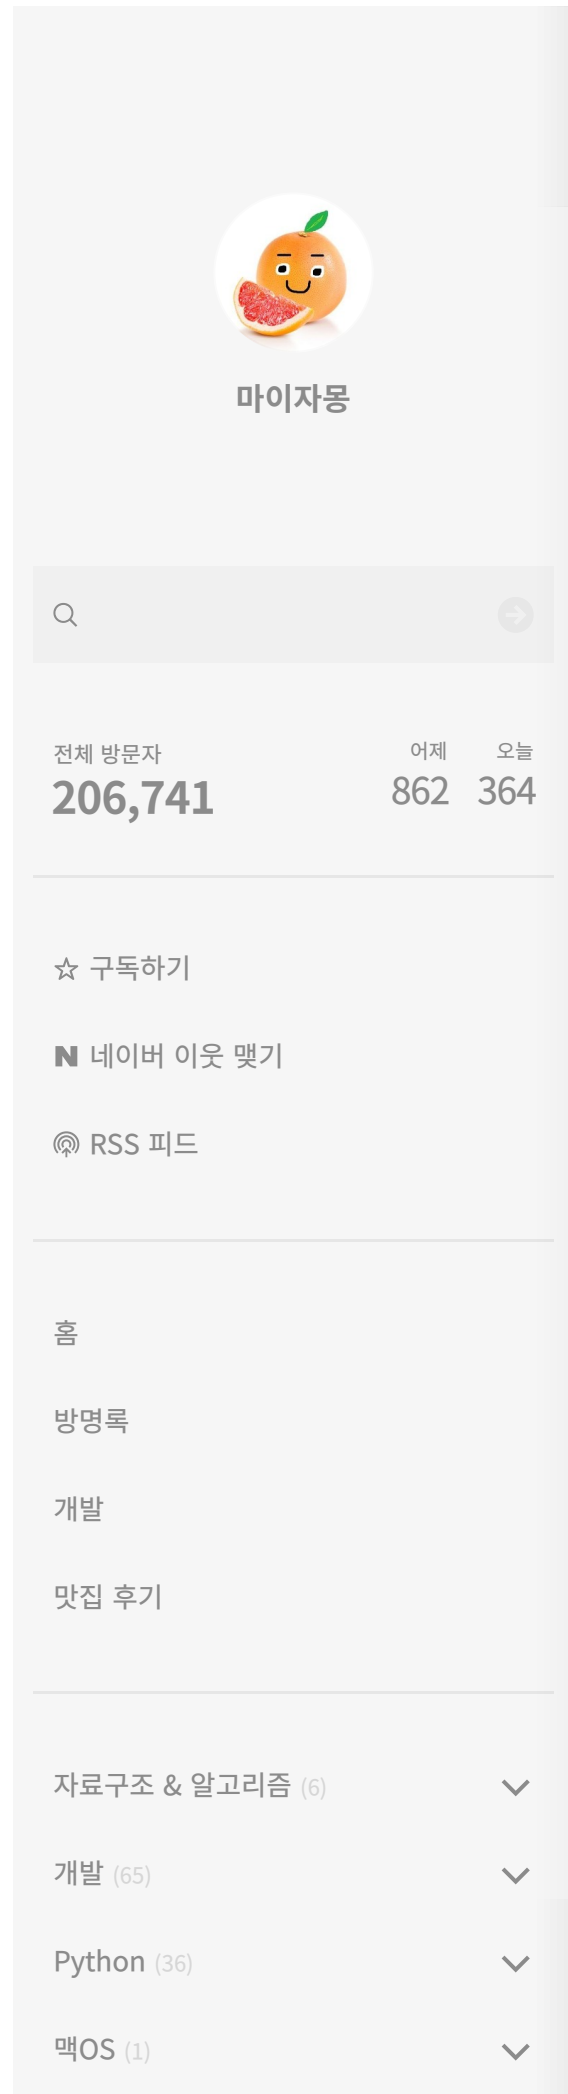 마이자몽
전체 방문자
206,741
어제 오늘
862 364
구독하기
N 네이버 이웃 맺기
RSS 피드
홈
방명록
개발
맛집 후기
자료구조 & 알고리즘 (6)
개발 (65)
Python (36)
맥OS (1)